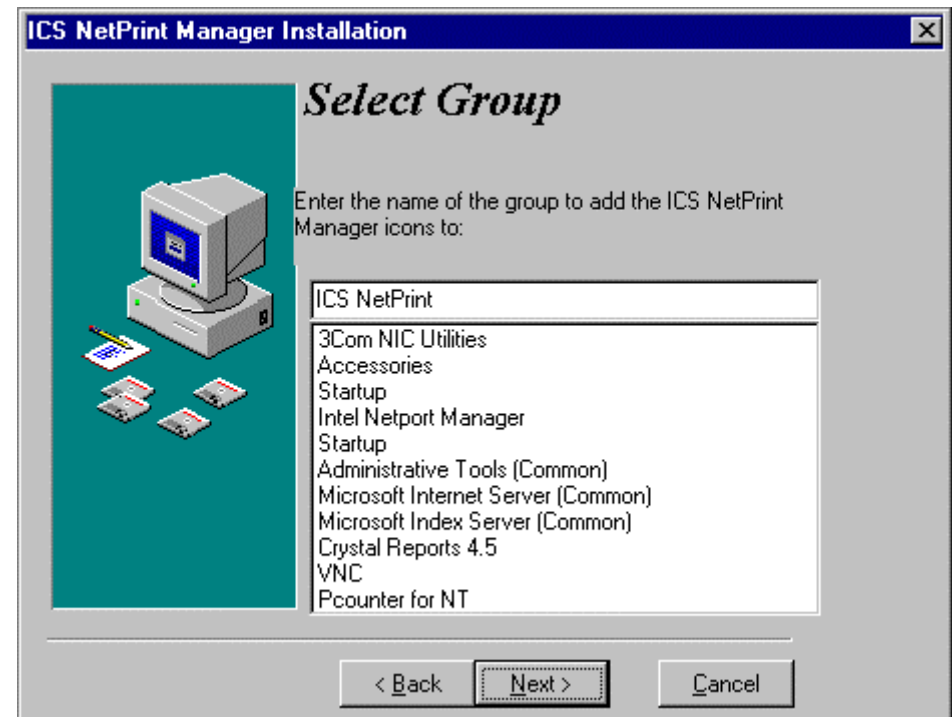 ICS NetPrint Manager Installation
Select Group
Enter the name of the group to add the ICS NetPrint
Manager icons to:
ICS NetPrint
3Com NIC Utilities
Accessories
Startup
Intel Netport Manager
Startup
Administrative Tools (Common)
Microsoft Internet Server (Common)
Microsoft Index Server (Common)
Crystal Reports 4.5
VNC
Pcounter for NT
< Back Next > Cancel